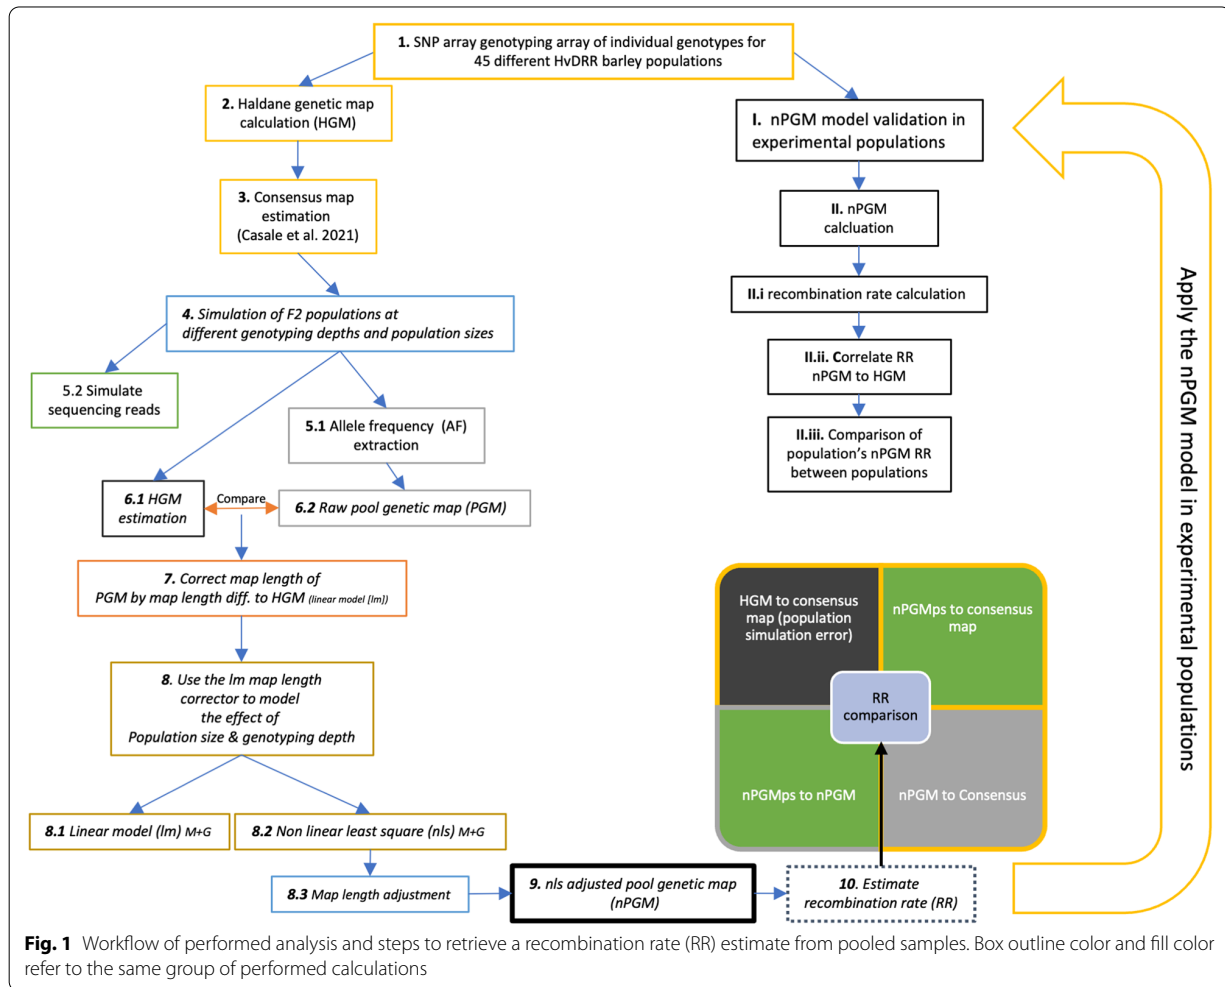 1. SNP array genotyping array of individual genotypes for
45 different HvDRR barley populations
2. Haldane genetic map
calculation (HGM)
3. Consensus map
estimation
(Casale et al. 2021)
4. Simulation of F2 populations at
different genotyping depths and population sizes
5.2 Simulate
sequencing reads
5.1 Allele frequency (AF)
extraction
6.1 HGM
estimation
Compare
6.2 Raw pool genetic map (PGM)
7. Correct map length of
PGM by map length diff. to HGM (linear model [lm])
8. Use the lm map length
corrector to model
the effect of
Population size & genotyping depth
8.1 Linear model (lm) M+G
8.2 Non linear least square (nls) M+G
8.3 Map length adjustment
9. nls adjusted pool genetic map
(nPGM)
10. Estimate
recombination rate (RR)
I. nPGM model validation in
experimental populations
II. nPGM
calcluation
II.i recombination rate calculation
II.ii. Correlate RR
nPGM to HGM
II.iii. Comparison of
population's nPGM RR
between populations
HGM to consensus
map (population
simulation error)
nPGMps to consensus
map
RR
comparison
nPGMps to nPGM
nPGM to Consensus
Apply the nPGM model in experimental populations
Fig. 1 Workflow of performed analysis and steps to retrieve a recombination rate (RR) estimate from pooled samples. Box outline color and fill color
refer to the same group of performed calculations